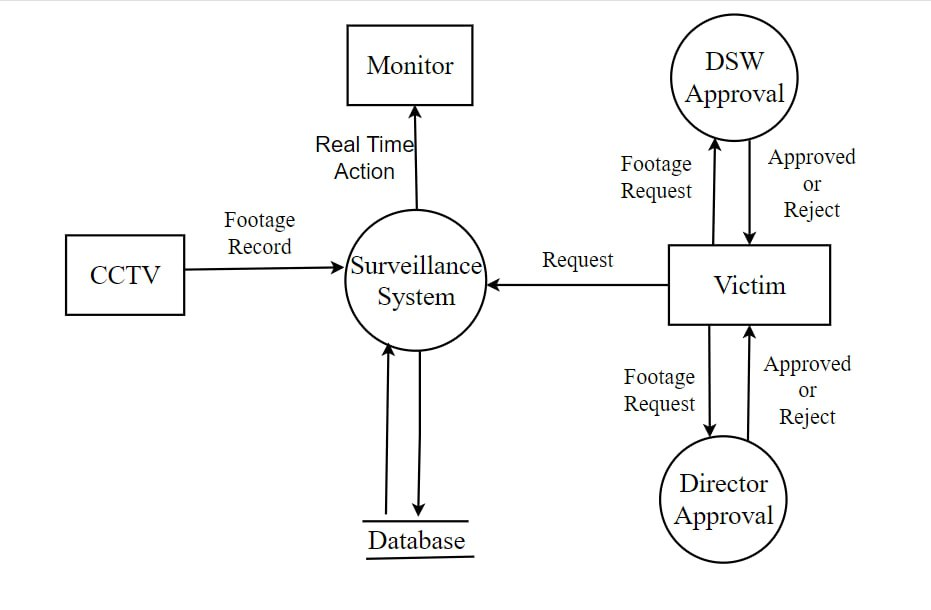 Monitor
DSW
Approval
Real Time
Action
Footage
Request
Approved
or
Reject
Footage
Record
CCTV
Surveillance
System
Request
Victim
Footage
Request
Approved
or
Reject
Director
Approval
Database